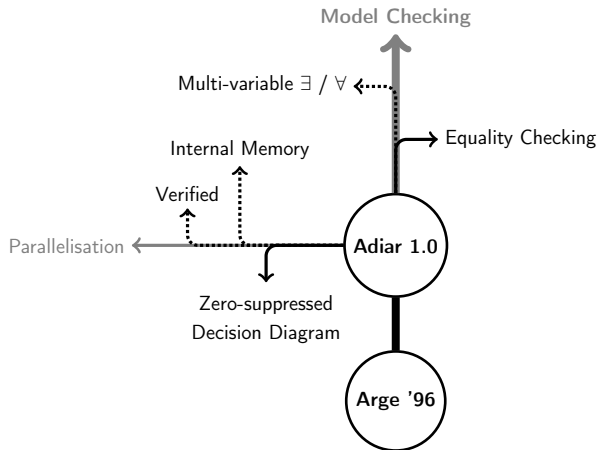 Model Checking
Multi-variable ∃ / ∀
Equality Checking
Internal Memory
Verified
Parallelisation
Adiar 1.0
Zero-suppressed
Decision Diagram
Arge '96